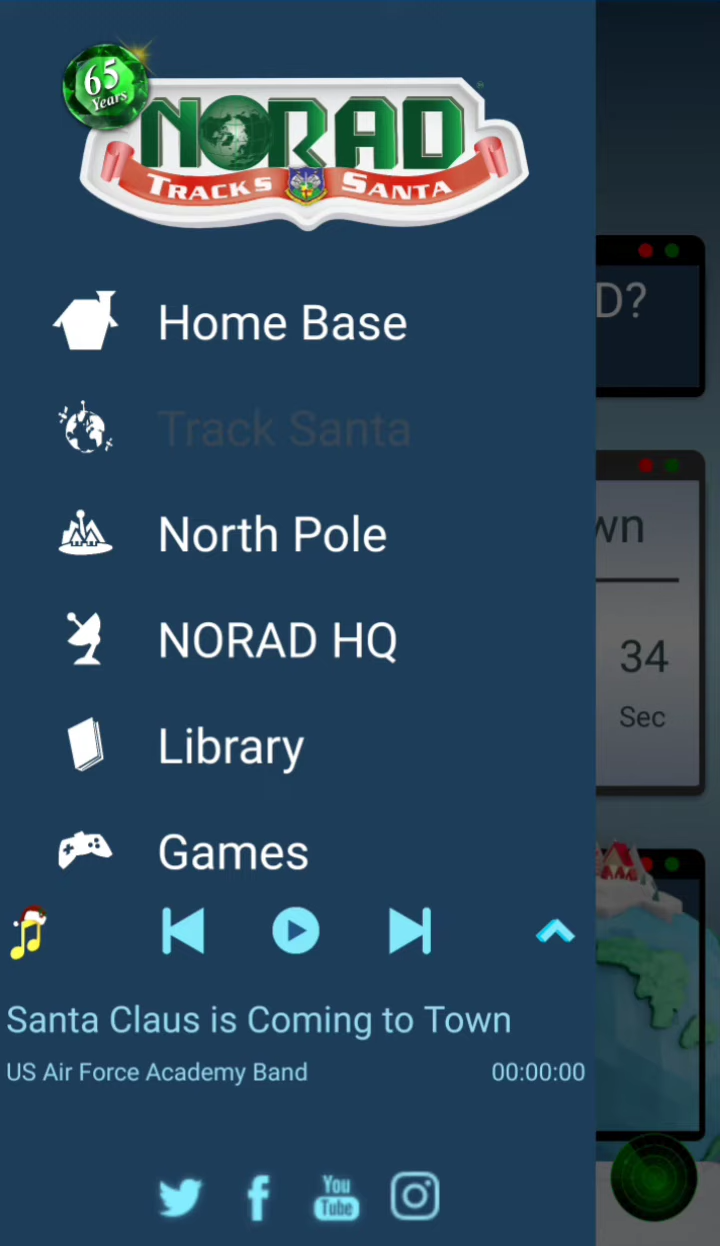 65
Years
NORAD
TRACKS SANTA
D?
Home Base
Track Santa
wn
North Pole
34
NORAD HQ
Sec
Library
Games
Santa Claus is Coming to Town
US Air Force Academy Band 00:00:00
You
Tube